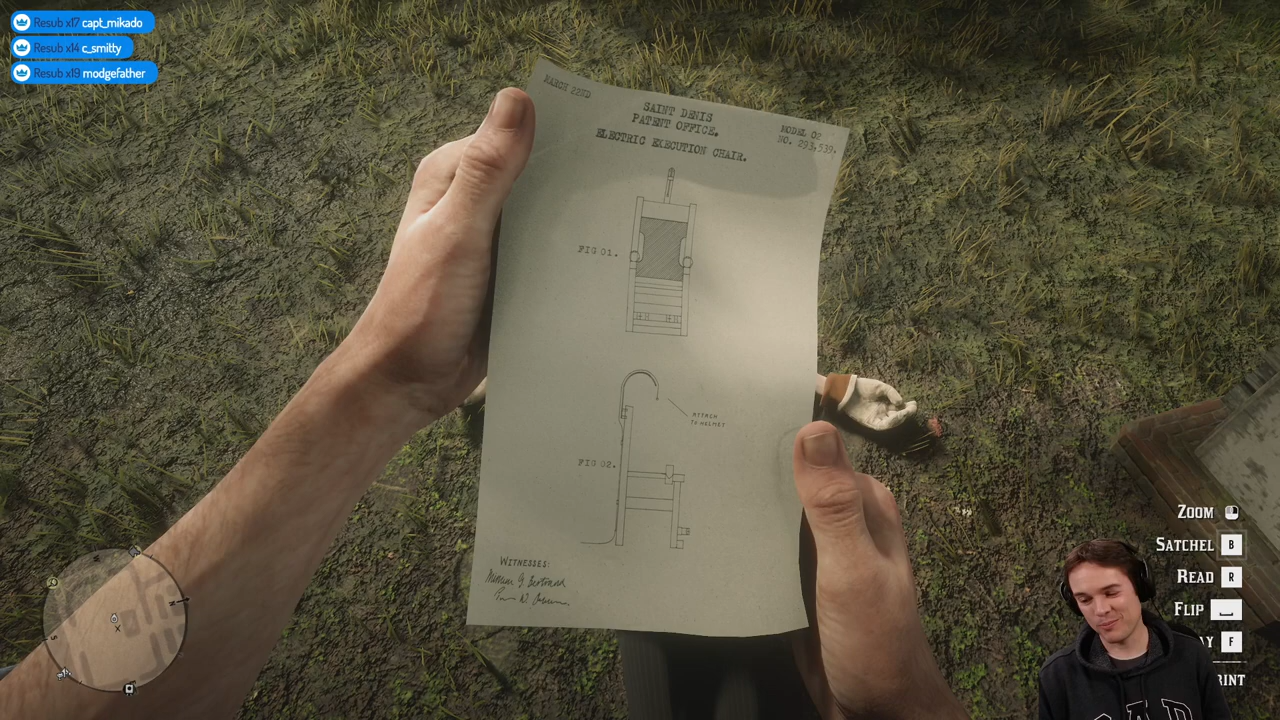 Resub x17 capt_mikado
Resub x14 c_smitty
Resub x19 modgefather
MARCH 22ND
SAINT DENIS
PATENT OFFICE.
ELECTRIC EXECUTION CHAIR.
MODEL 02
NO. 293,539.
FIG 01.
ATTACH
TO HELMET
FIG 02.
WITNESSES:
ZOOM
SATCHEL B
READ R
FLIP
F